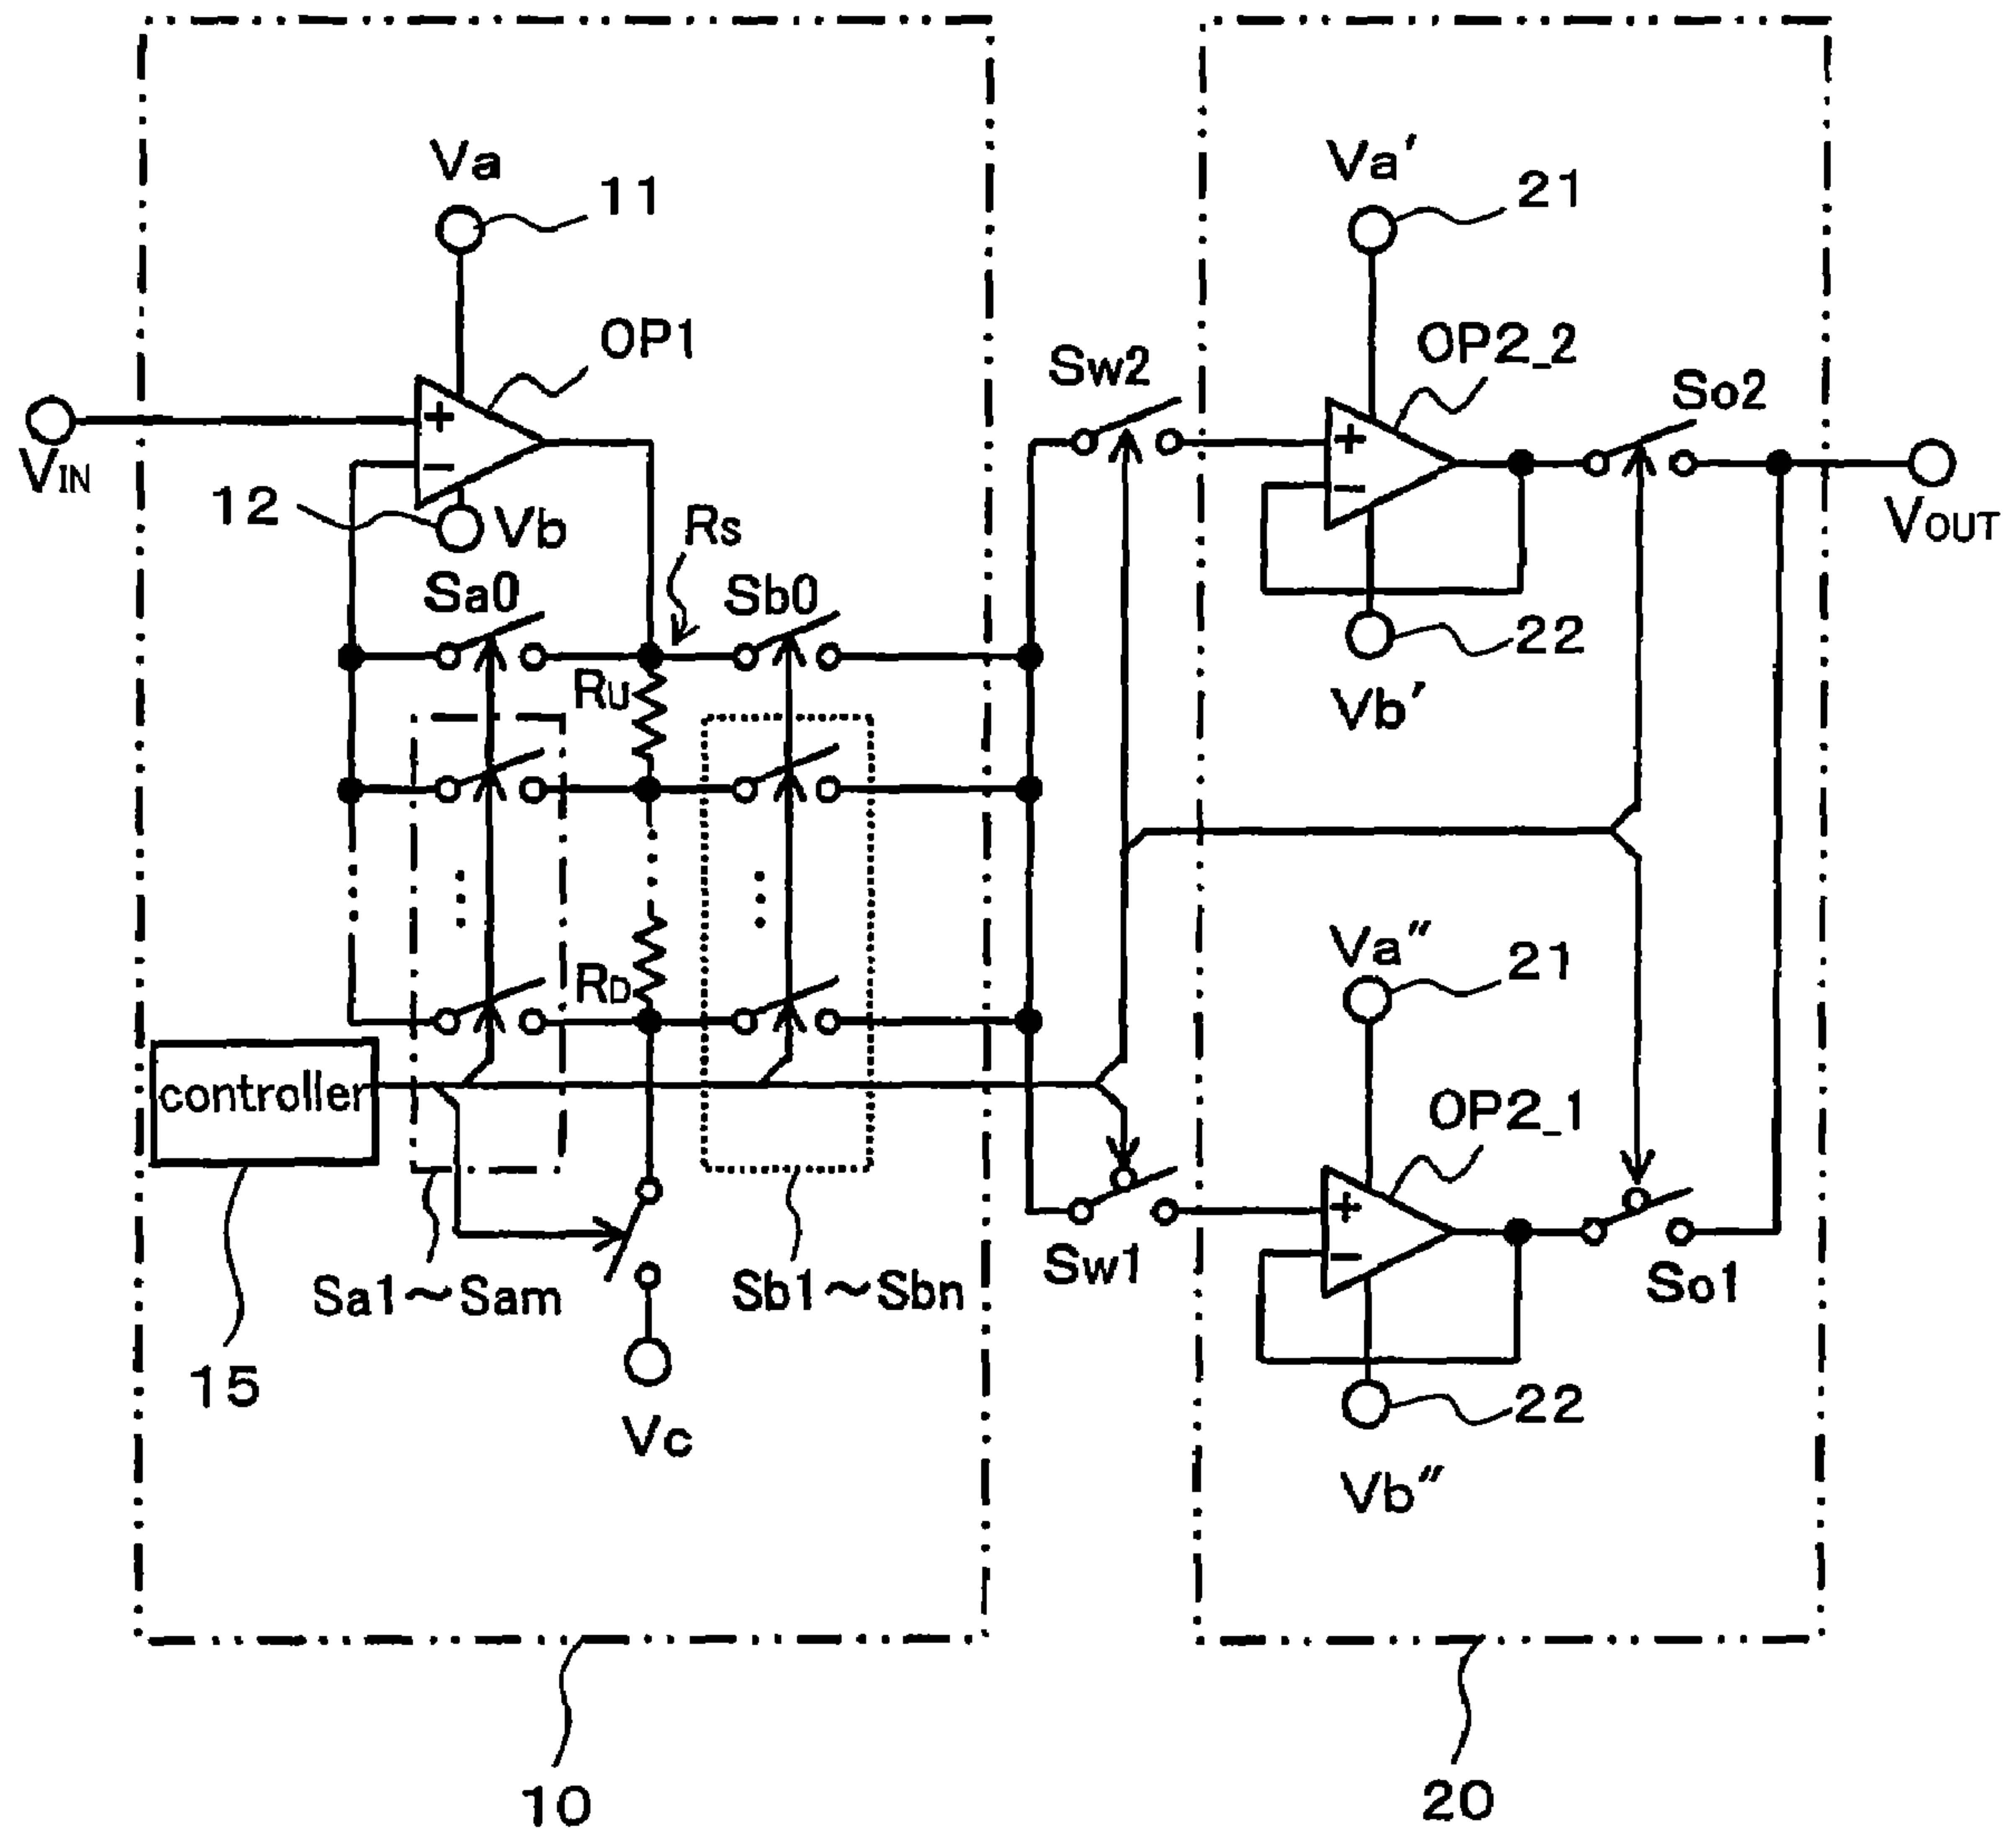 Va
11
OP1
VIN
12
Vb
Rs
Sa0
Sb0
RU
RD
controller
15
Sa1～Sam
Sb1～Sbn
Vc
10
Sw2
Sw1
Va'
21
OP2_2
So2
VOUT
22
Vb'
Va"
21
OP2_1
So1
22
Vb"
20
+
−
+
−
+
−